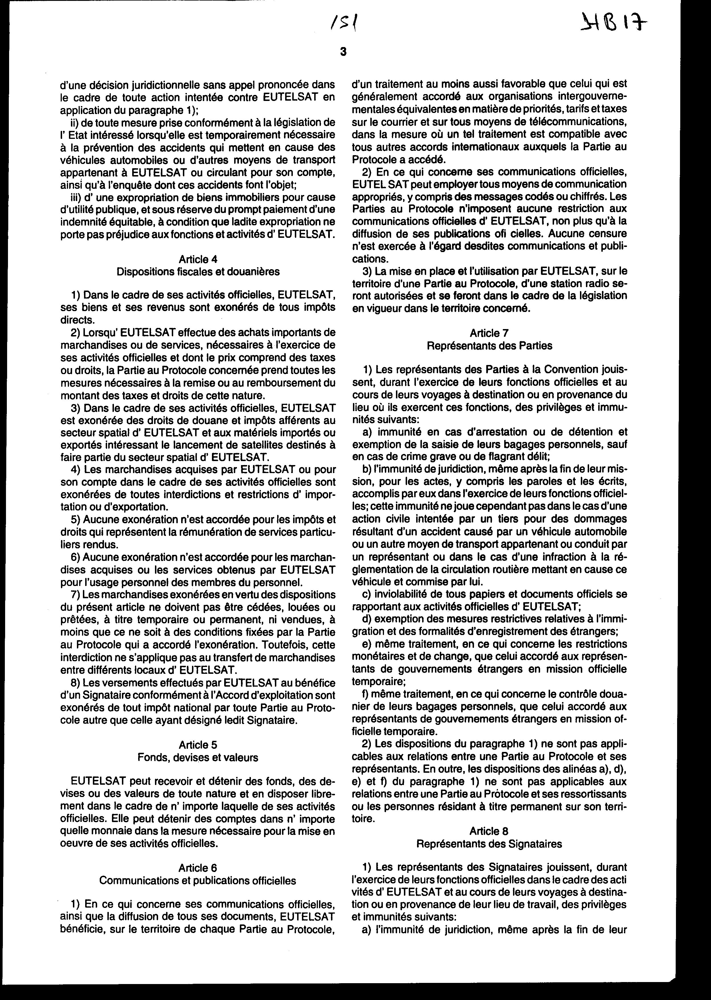 151
HB17
3
d'une décision juridictionnelle sans appel prononcée dans
le cadre de toute action intentée contre EUTELSAT en
application du paragraphe 1);
ii) de toute mesure prise conformément à la législation de
l' Etat intéressé lorsqu'elle est temporairement nécessaire
à la prévention des accidents qui mettent en cause des
véhicules automobiles ou d'autres moyens de transport
appartenant à EUTELSAT ou circulant pour son compte,
ainsi qu'à l'enquête dont ces accidents font l'objet;
iii) d' une expropriation de biens immobiliers pour cause
d'utilité publique, et sous réserve du prompt paiement d'une
indemnité équitable, à condition que ladite expropriation ne
porte pas préjudice aux fonctions et activités d' EUTELSAT.
Article 4
Dispositions fiscales et douanières
1) Dans le cadre de ses activités officielles, EUTELSAT,
ses biens et ses revenus sont exonérés de tous impôts
directs.
2) Lorsqu' EUTELSAT effectue des achats importants de
marchandises ou de services, nécessaires à l'exercice de
ses activités officielles et dont le prix comprend des taxes
ou droits, la Partie au Protocole concernée prend toutes les
mesures nécessaires à la remise ou au remboursement du
montant des taxes et droits de cette nature.
3) Dans le cadre de ses activités officielles, EUTELSAT
est exonérée des droits de douane et impôts afférents au
secteur spatial d' EUTELSAT et aux matériels importés ou
exportés intéressant le lancement de satellites destinés à
faire partie du secteur spatial d' EUTELSAT.
4) Les marchandises acquises par EUTELSAT ou pour
son compte dans le cadre de ses activités officielles sont
exonérées de toutes interdictions et restrictions d' impor-
tation ou d'exportation.
5) Aucune exonération n'est accordée pour les impôts et
droits qui représentent la rémunération de services particu-
liers rendus.
6) Aucune exonération n'est accordée pour les marchan-
dises acquises ou les services obtenus par EUTELSAT
pour l'usage personnel des membres du personnel.
7) Les marchandises exonérées en vertu des dispositions
du présent article ne doivent pas être cédées, louées ou
prêtées, à titre temporaire ou permanent, ni vendues, à
moins que ce ne soit à des conditions fixées par la Partie
au Protocole qui a accordé l'exonération. Toutefois, cette
interdiction ne s'applique pas au transfert de marchandises
entre différents locaux d' EUTELSAT.
8) Les versements effectués par EUTELSAT au bénéfice
d'un Signataire conformément à l'Accord d'exploitation sont
exonérés de tout impôt national par toute Partie au Proto-
cole autre que celle ayant désigné ledit Signataire.
Article 5
Fonds, devises et valeurs
EUTELSAT peut recevoir et détenir des fonds, des de-
vises ou des valeurs de toute nature et en disposer libre-
ment dans le cadre de n' importe laquelle de ses activités
officielles. Elle peut détenir des comptes dans n' importe
quelle monnaie dans la mesure nécessaire pour la mise en
oeuvre de ses activités officielles.
Article 6
Communications et publications officielles
1) En ce qui concerne ses communications officielles,
ainsi que la diffusion de tous ses documents, EUTELSAT
bénéficie, sur le territoire de chaque Partie au Protocole,
d'un traitement au moins aussi favorable que celui qui est
généralement accordé aux organisations intergouverne-
mentales équivalentes en matière de priorités, tarifs et taxes
sur le courrier et sur tous moyens de télécommunications,
dans la mesure où un tel traitement est compatible avec
tous autres accords internationaux auxquels la Partie au
Protocole a accédé.
2) En ce qui concerne ses communications officielles,
EUTEL SAT peut employer tous moyens de communication
appropriés, y compris des messages codés ou chiffrés. Les
Parties au Protocole n'imposent aucune restriction aux
communications officielles d' EUTELSAT, non plus qu'à la
diffusion de ses publications ofi cielles. Aucune censure
n'est exercée à l'égard desdites communications et publi-
cations.
3) La mise en place et l'utilisation par EUTELSAT, sur le
territoire d'une Partie au Protocole, d'une station radio se-
ront autorisées et se feront dans le cadre de la législation
en vigueur dans le territoire concerné.
Article 7
Représentants des Parties
1) Les représentants des Parties à la Convention jouis-
sent, durant l'exercice de leurs fonctions officielles et au
cours de leurs voyages à destination ou en provenance du
lieu où ils exercent ces fonctions, des privilèges et immu-
nités suivants:
a) immunité en cas d'arrestation ou de détention et
exemption de la saisie de leurs bagages personnels, sauf
en cas de crime grave ou de flagrant délit;
b) l'immunité de juridiction, même après la fin de leur mis-
sion, pour les actes, y compris les paroles et les écrits,
accomplis par eux dans l'exercice de leurs fonctions officiel-
les; cette immunité ne joue cependant pas dans le cas d'une
action civile intentée par un tiers pour des dommages
résultant d'un accident causé par un véhicule automobile
ou un autre moyen de transport appartenant ou conduit par
un représentant ou dans le cas d'une infraction à la ré-
glementation de la circulation routière mettant en cause ce
véhicule et commise par lui.
c) inviolabilité de tous papiers et documents officiels se
rapportant aux activités officielles d' EUTELSAT;
d) exemption des mesures restrictives relatives à l'immi-
gration et des formalités d'enregistrement des étrangers;
e) même traitement, en ce qui concerne les restrictions
monétaires et de change, que celui accordé aux représen-
tants de gouvernements étrangers en mission officielle
temporaire;
f) même traitement, en ce qui concerne le contrôle doua-
nier de leurs bagages personnels, que celui accordé aux
représentants de gouvernements étrangers en mission of-
ficielle temporaire.
2) Les dispositions du paragraphe 1) ne sont pas appli-
cables aux relations entre une Partie au Protocole et ses
représentants. En outre, les dispositions des alinéas a), d),
e) et f) du paragraphe 1) ne sont pas applicables aux
relations entre une Partie au Protocole et ses ressortissants
ou les personnes résidant à titre permanent sur son terri-
toire.
Article 8
Représentants des Signataires
1) Les représentants des Signataires jouissent, durant
l'exercice de leurs fonctions officielles dans le cadre des acti
vités d' EUTELSAT et au cours de leurs voyages à destina-
tion ou en provenance de leur lieu de travail, des privilèges
et immunités suivants:
a) l'immunité de juridiction, même après la fin de leur